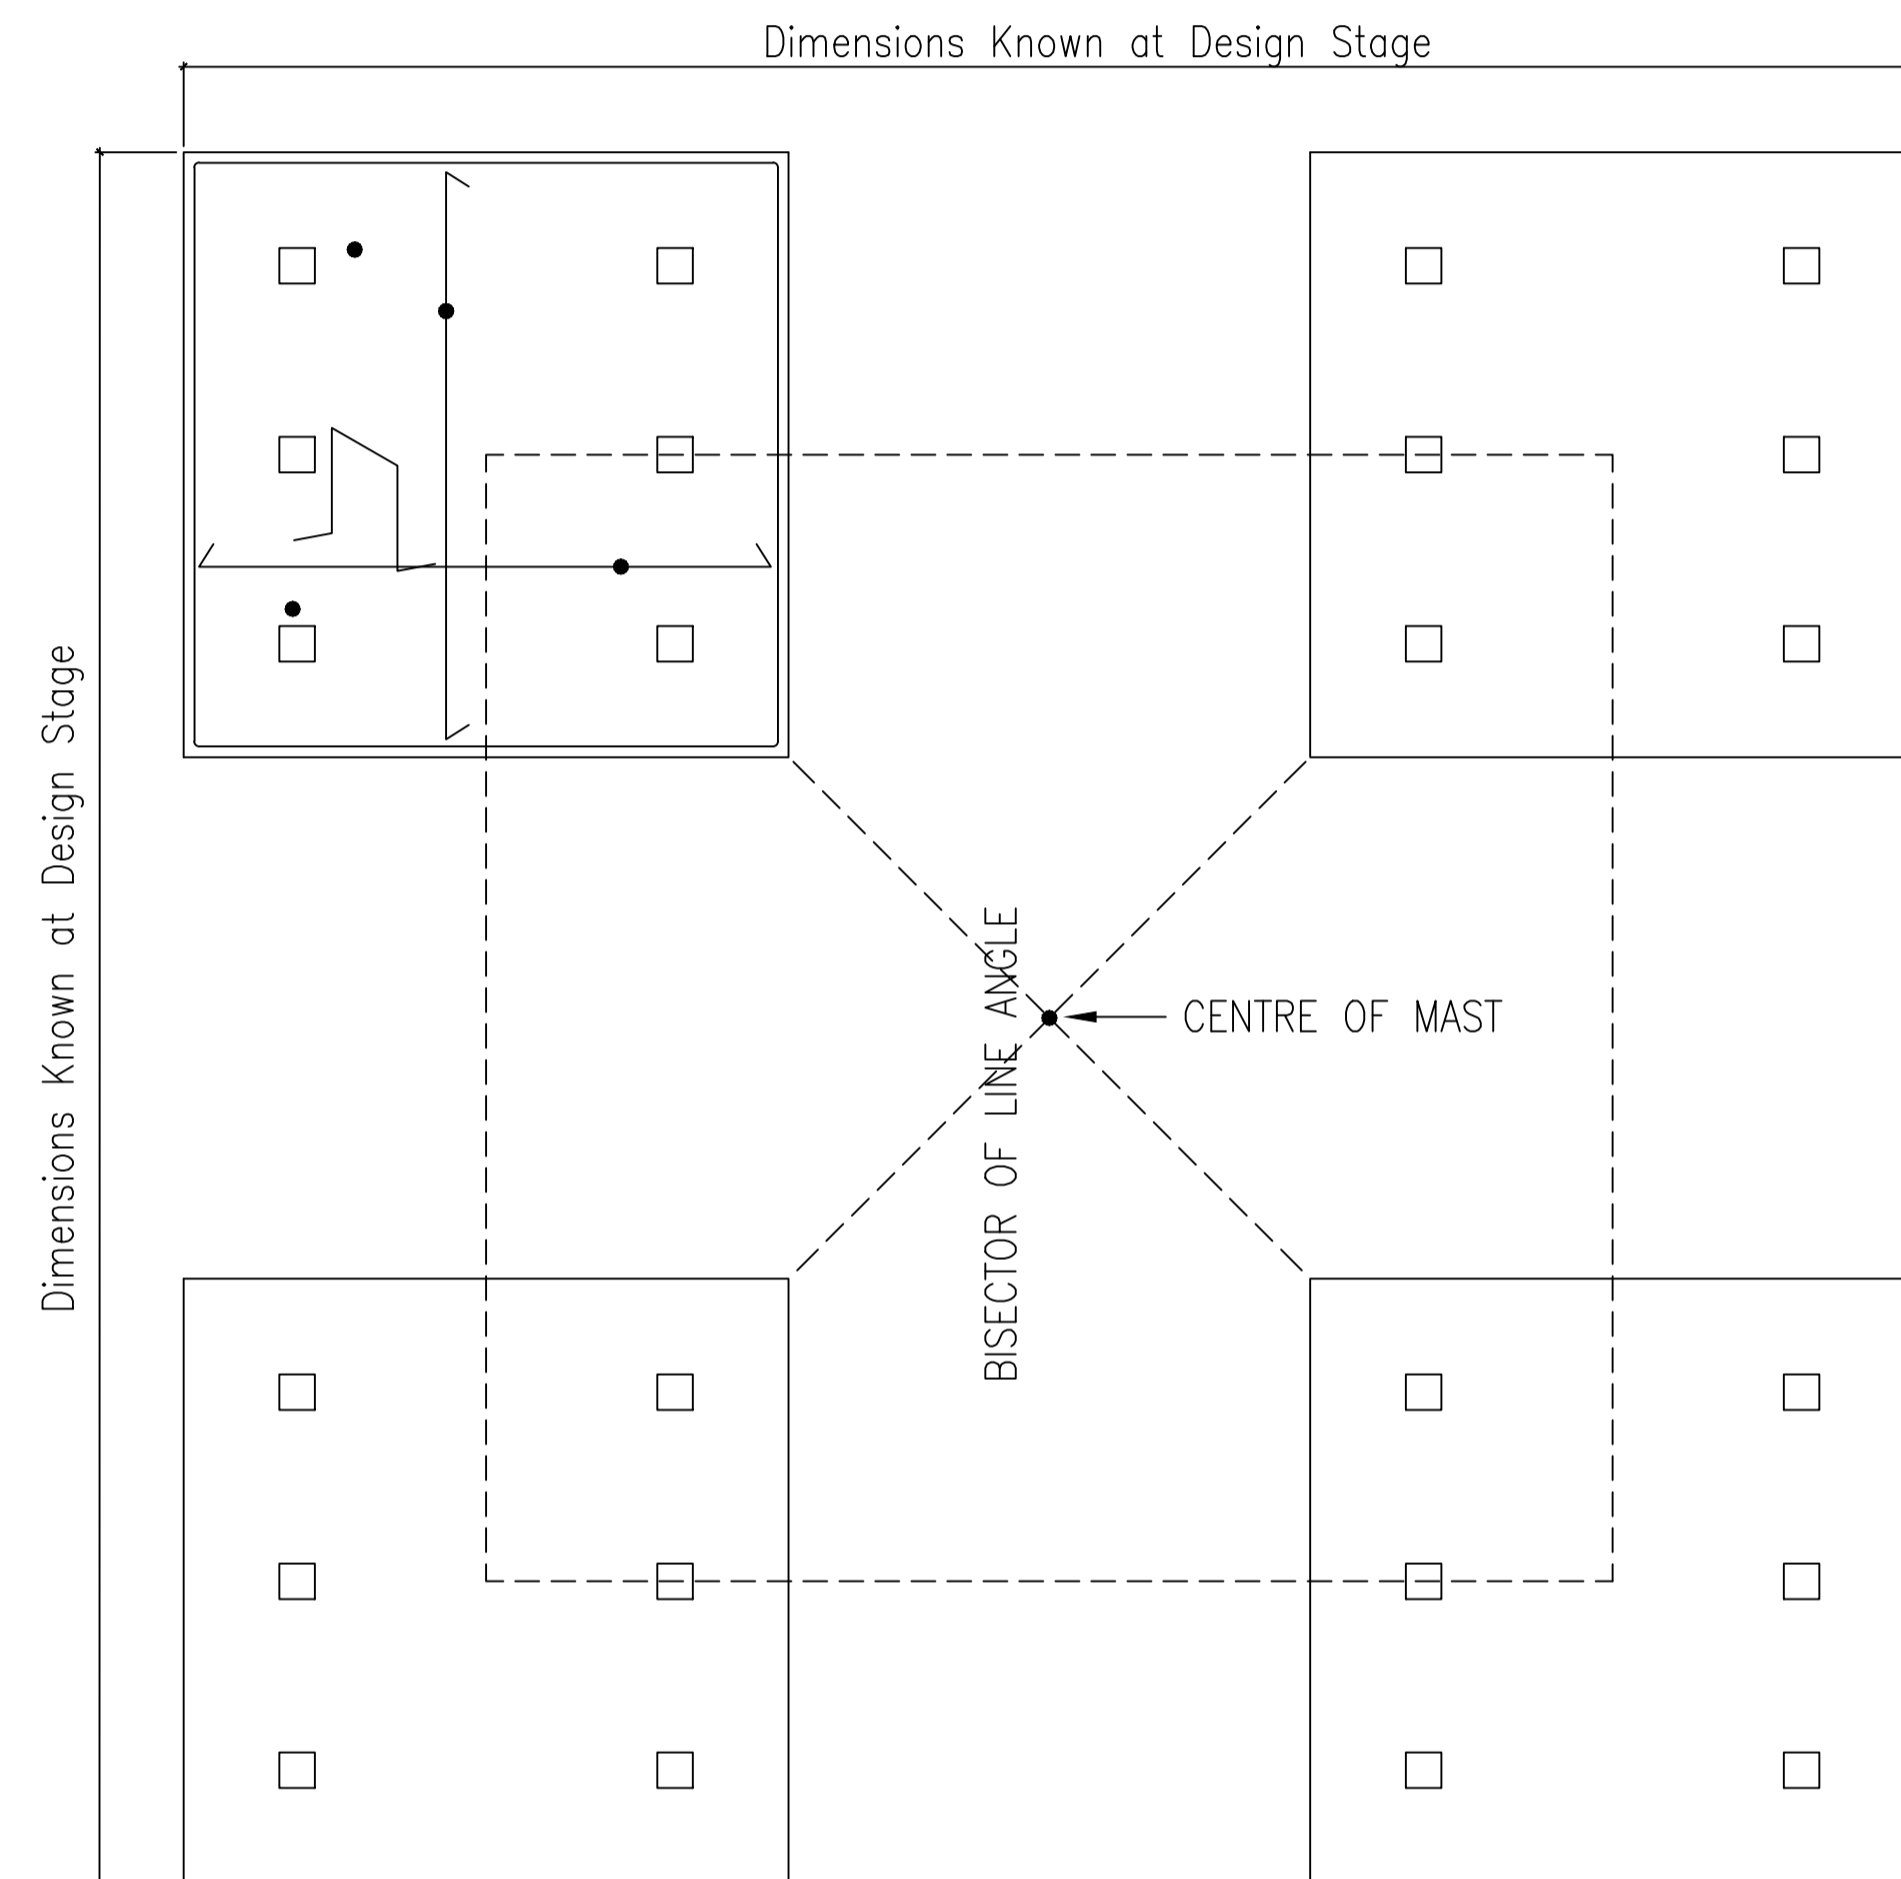 Dimensions Known at Design Stage
Dimensions Known at Design Stage
BISECTOR OF LINE ANGLE
CENTRE OF MAST